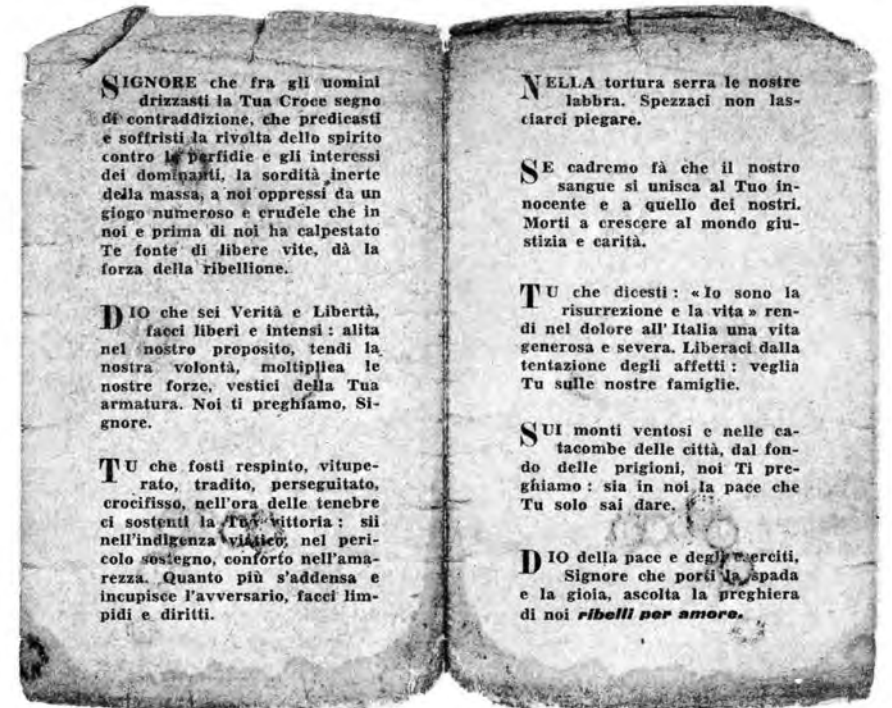 SIGNORE che fra gli uomini
drizzasti la Tua Croce segno
di contraddizione, che predicasti
e soffristi la rivolta dello spirito
contro le perfidie e gli interessi
dei dominanti, la sordità inerte
della massa, a noi oppressi da un
giogo numeroso e crudele che in
noi e prima di noi ha calpestato
Te fonte di libere vite, dà la
forza della ribellione.
DIO che sei Verità e Libertà,
facci liberi e intensi : alita
nel nostro proposito, tendi la
nostra volontà, moltiplica le
nostre forze, vestici della Tua
armatura. Noi ti preghiamo, Si-
gnore.
TU che fosti respinto, vitupe-
rato, tradito, perseguitato,
crocifisso, nell'ora delle tenebre
ci sostenti la Tua vittoria : sii
nell'indigenza viatico, nel peri-
colo sostegno, conforto nell'ama-
rezza. Quanto più s'addensa e
incupisce l'avversario, facci lim-
pidi e diritti.
NELLA tortura serra le nostre
labbra. Spezzaci non las-
ciarci piegare.
SE cadremo fà che il nostro
sangue si unisca al Tuo in-
nocente e a quello dei nostri.
Morti a crescere al mondo giu-
stizia e carità.
TU che dicesti : « Io sono la
risurrezione e la vita » ren-
di nel dolore all'Italia una vita
generosa e severa. Liberaci dalla
tentazione degli affetti : veglia
Tu sulle nostre famiglie.
SUI monti ventosi e nelle ca-
tacombe delle città, dal fon-
do delle prigioni, noi Ti pre-
ghiamo : sia in noi la pace che
Tu solo sai dare.
DIO della pace e degli eserciti,
Signore che porti la spada
e la gioia, ascolta la preghiera
di noi ribelli per amore.